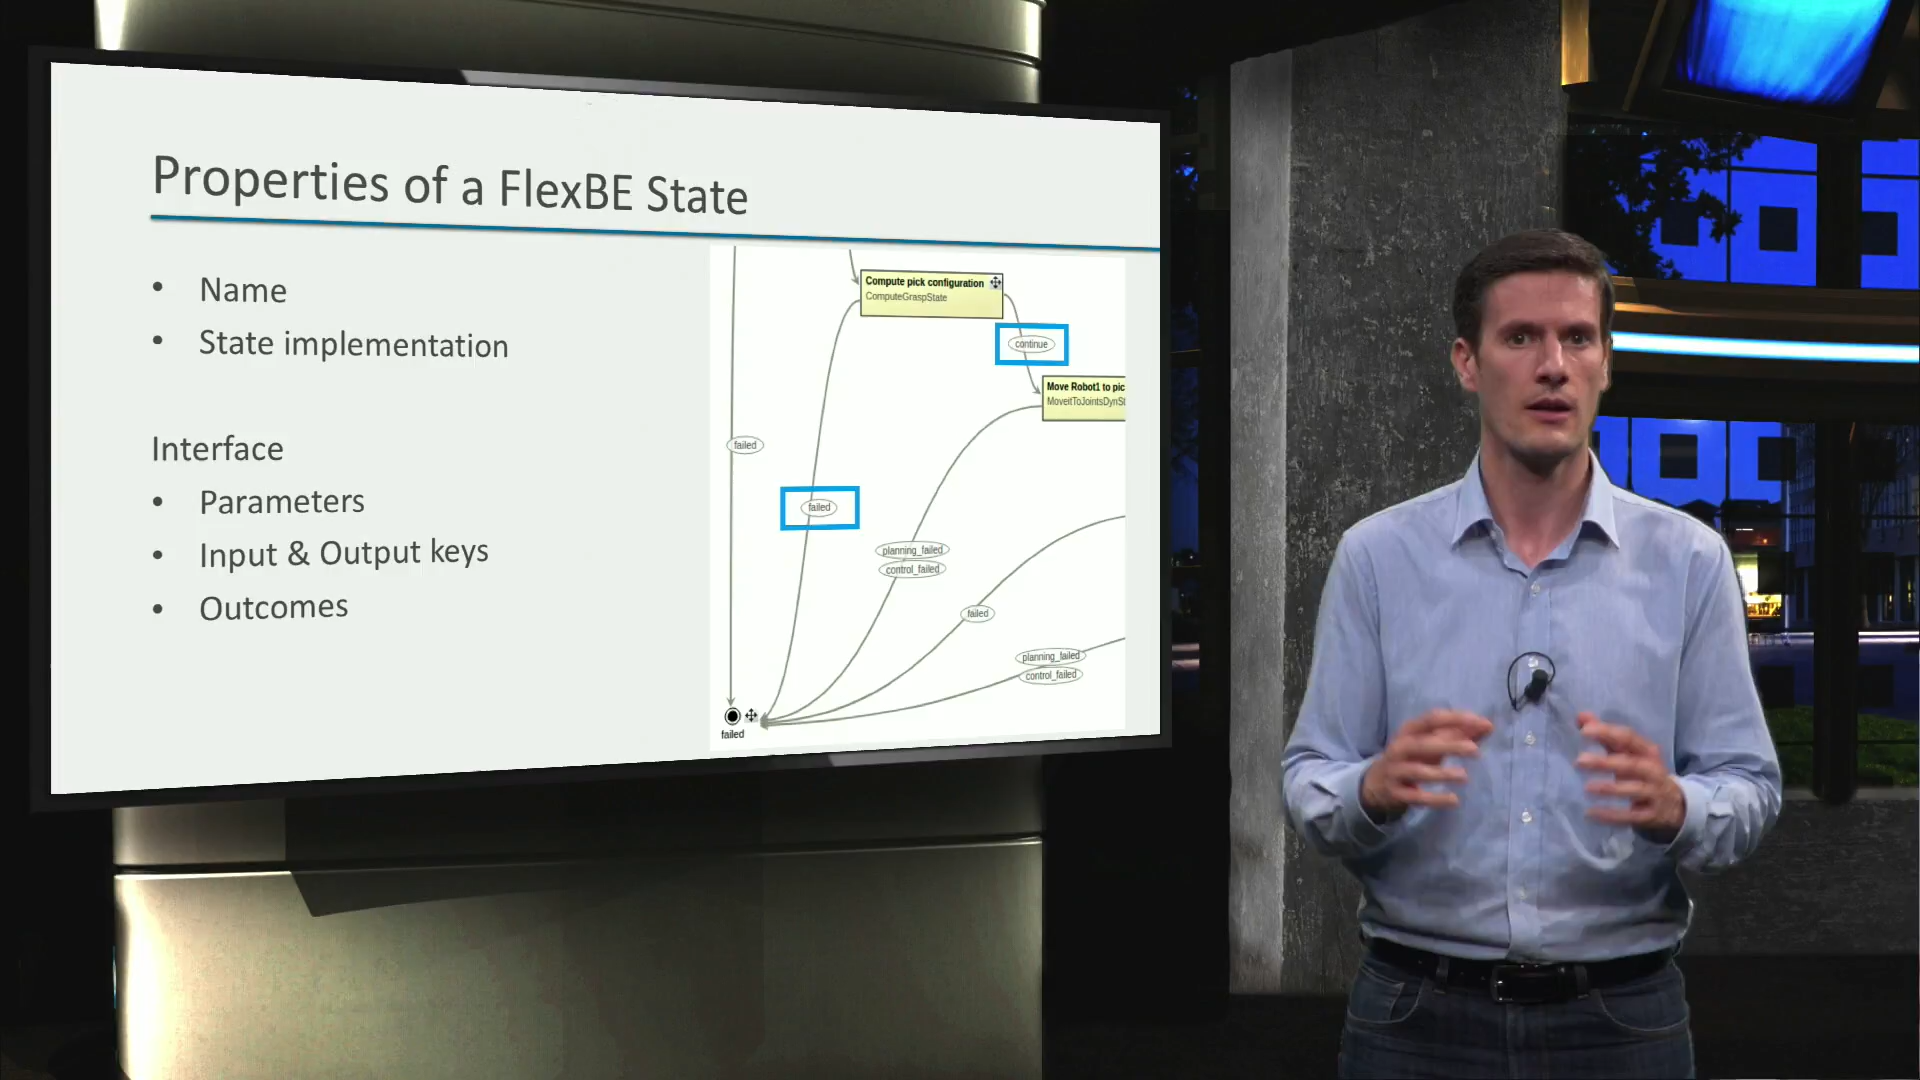 Properties of a FlexBE State
• Name
• State implementation
Interface
• Parameters
• Input & Output keys
• Outcomes
Compute pick configuration
ComputeGraspState
continue
Move Robot1 to pic
MoveitToJointsDynSt
failed
failed
planning_failed
control_failed
failed
planning_failed
control_failed
failed